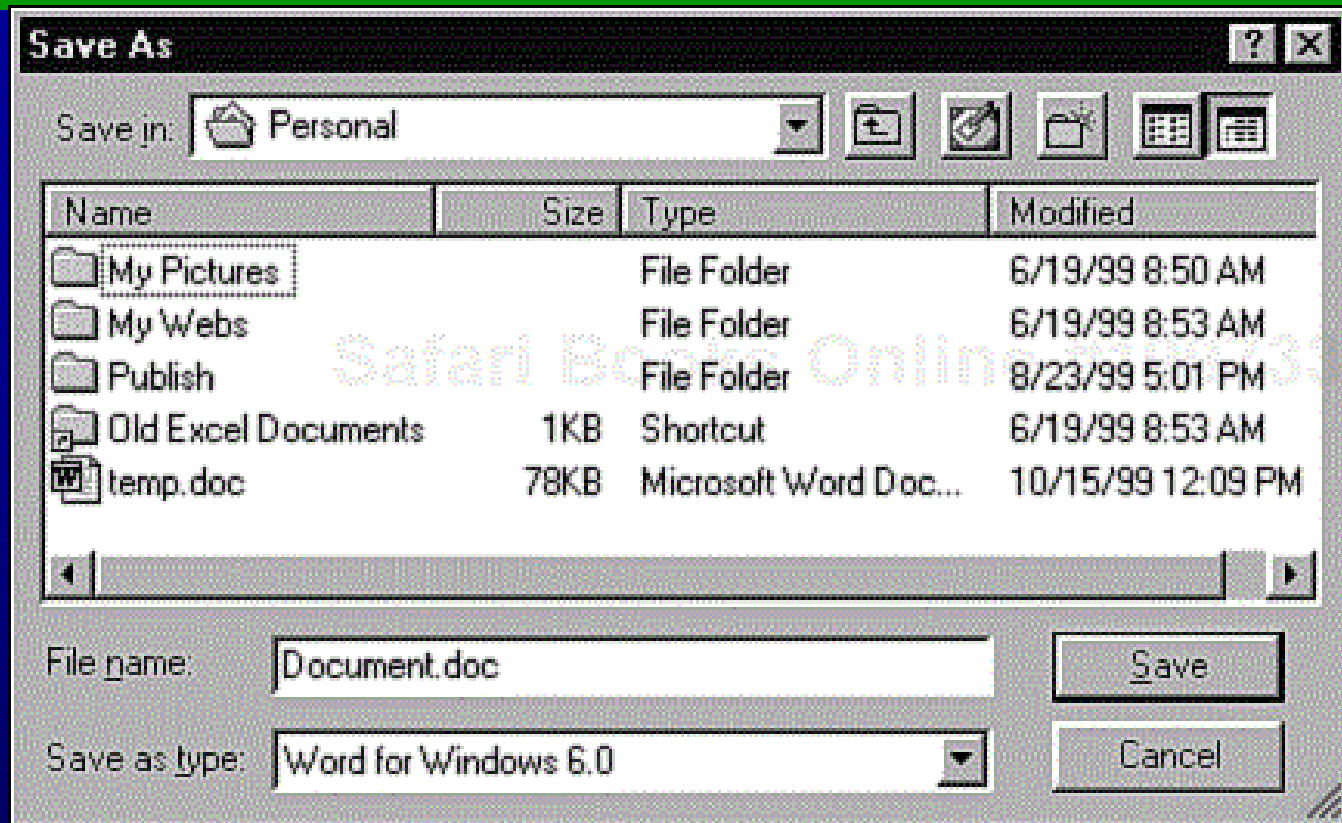 Save As
Save in: Personal
Name Size Type Modified
My Pictures File Folder 6/19/99 8:50 AM
My Webs File Folder 6/19/99 8:53 AM
Publish File Folder 8/23/99 5:01 PM
Old Excel Documents 1KB Shortcut 6/19/99 8:53 AM
temp.doc 78KB Microsoft Word Doc... 10/15/99 12:09 PM
Safari Books Online
File name: Document.doc Save
Save as type: Word for Windows 6.0 Cancel